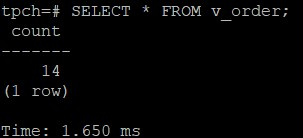 tpch=# SELECT * FROM v_order;
count
-------
14
(1 row)
Time: 1.650 ms